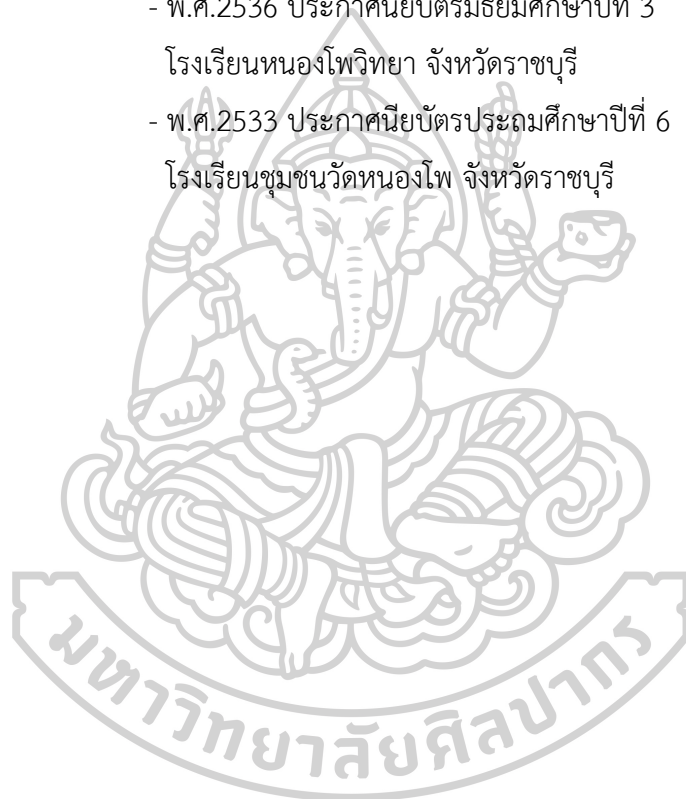 - พ.ศ.2536 ประกาศนียบัตรมัธยมศึกษาปีที่ 3
โรงเรียนหนองโพวิทยา จังหวัดราชบุรี
- พ.ศ.2533 ประกาศนียบัตรประถมศึกษาปีที่ 6
โรงเรียนชุมชนวัดหนองโพ จังหวัดราชบุรี
มหาวิทยาลัยศิลปากร